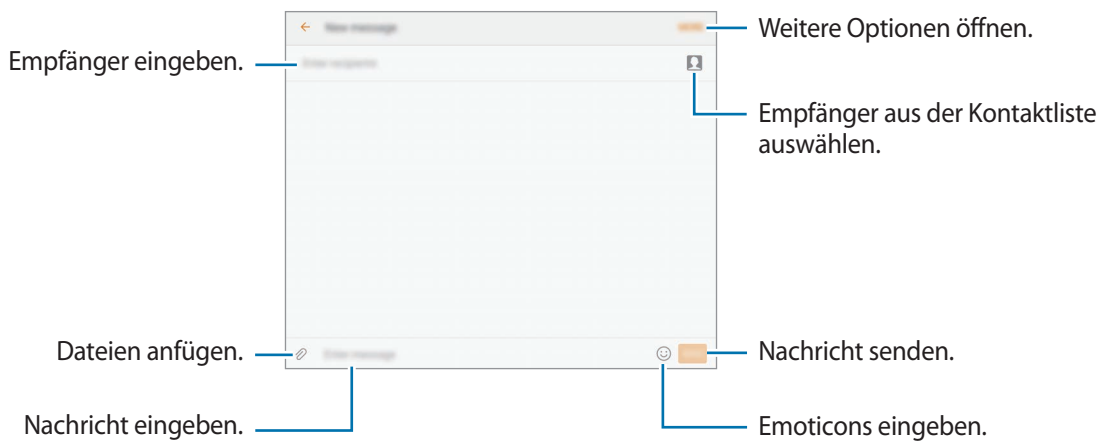 New message
Weitere Optionen öffnen.
Empfänger eingeben.
Enter recipients
Empfänger aus der Kontaktliste
auswählen.
Dateien anfügen.
Enter message
Nachricht senden.
Nachricht eingeben.
Emoticons eingeben.